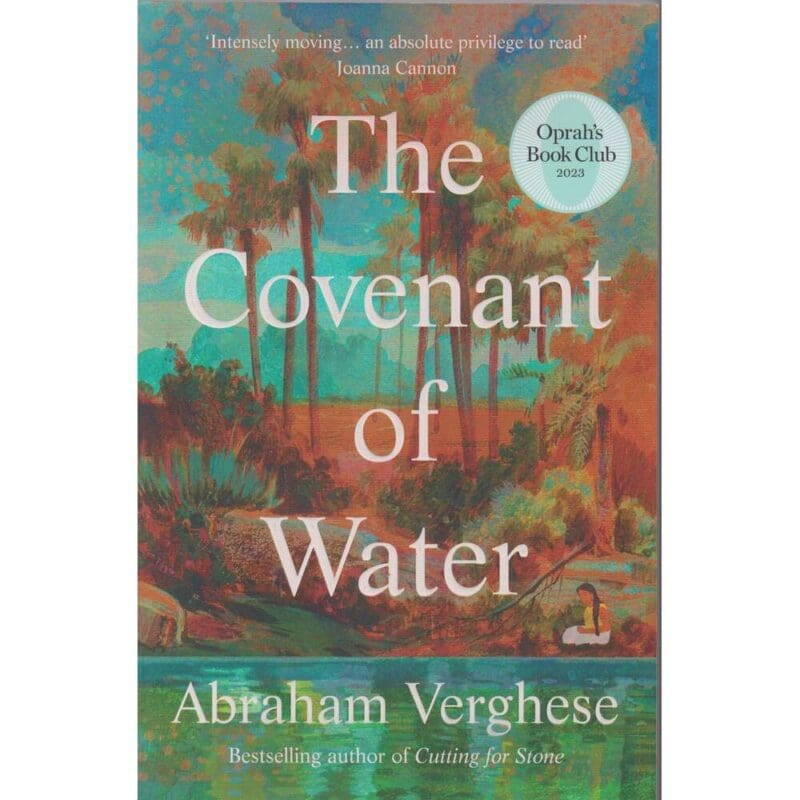 ‘Intensely moving… an absolute privilege to read’
Joanna Cannon
The
Covenant
of
Water
Oprah’s
Book Club
2023
Abraham Verghese
Bestselling author of Cutting for Stone